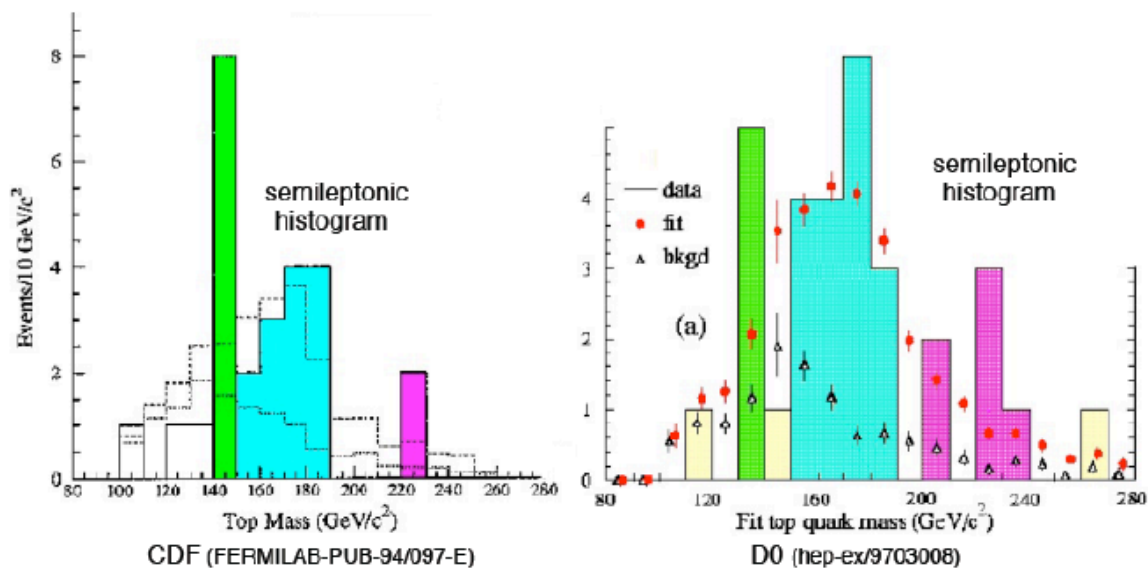 8
6
4
2
0
Events/10 GeV/c²
semileptonic
histogram
80 100 120 140 160 180 200 220 240 260 280
Top Mass (GeV/c²)
CDF (FERMILAB-PUB-94/097-E)
4
3
2
1
0
data
fit
bkgd
(a)
semileptonic
histogram
80 120 160 200 240 280
Fit top quark mass (GeV/c²)
D0 (hep-ex/9703008)